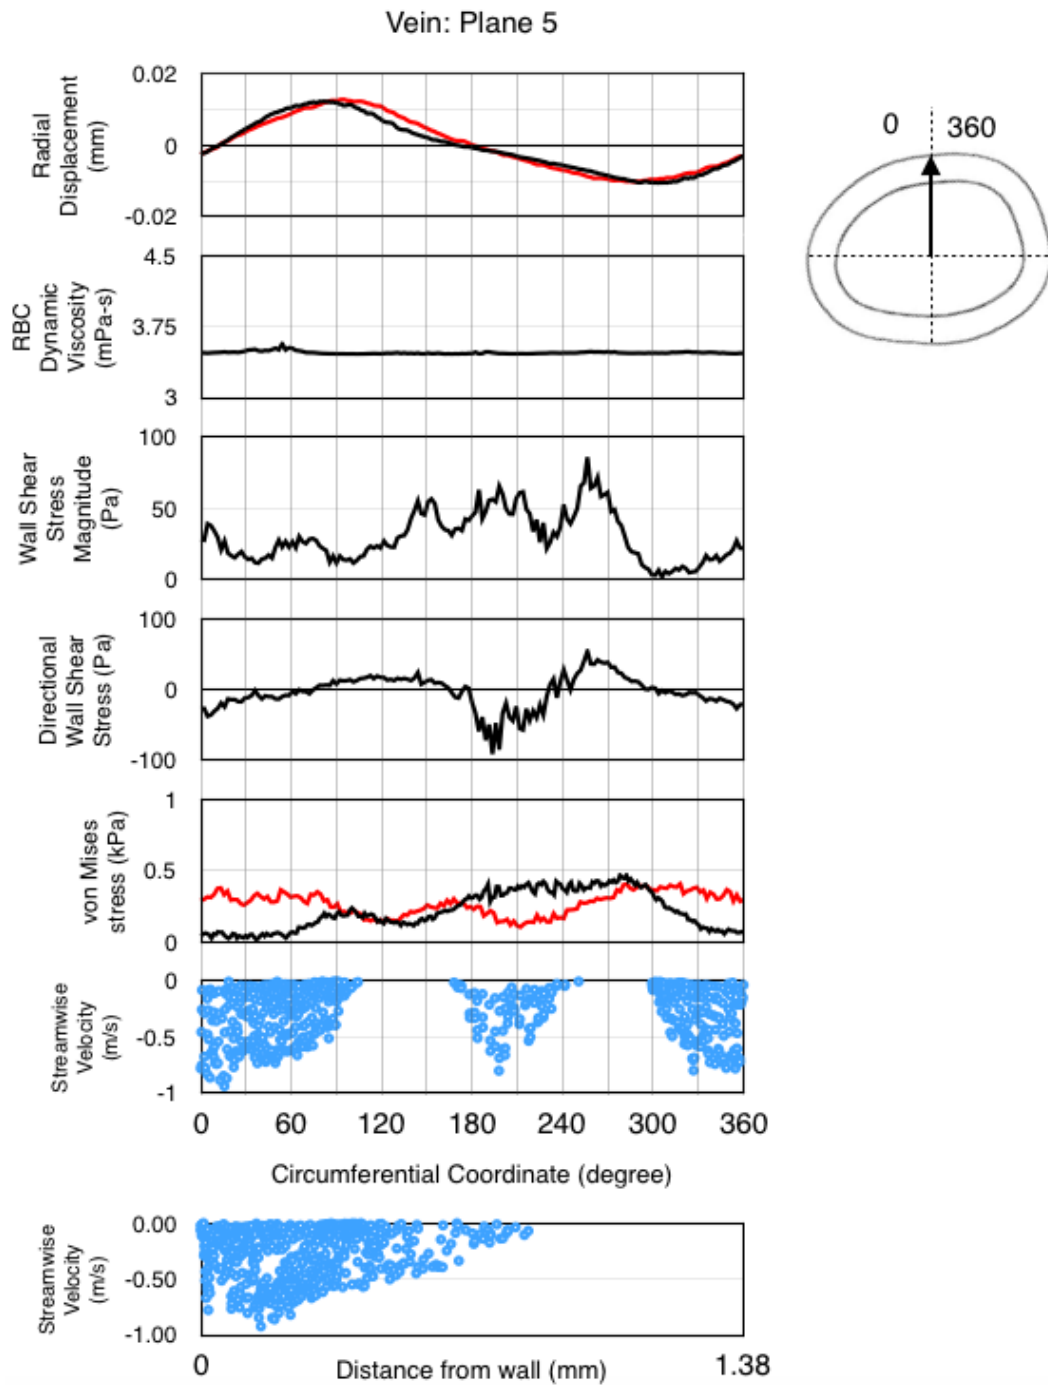 Vein: Plane 5
Radial
Displacement
(mm)
0.02
0
-0.02
0
360
RBC
Dynamic
Viscosity
(mPa-s)
4.5
3.75
3
Wall Shear
Stress
Magnitude
(Pa)
100
50
0
Directional
Wall Shear
Stress (Pa)
100
0
-100
von Mises
stress (kPa)
1
0.5
0
Streamwise
Velocity
(m/s)
0
-0.5
-1
0 60 120 180 240 300 360
Circumferential Coordinate (degree)
Streamwise
Velocity
(m/s)
0.00
-0.50
-1.00
0 1.38
Distance from wall (mm)